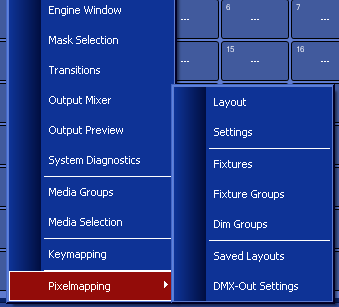 Engine Window
6
7
---
---
---
Mask Selection
Transitions
15
16
---
---
---
Output Mixer
Output Preview
System Diagnostics
Media Groups
Media Selection
Keymapping
Pixelmapping
Layout
Settings
Fixtures
Fixture Groups
Dim Groups
Saved Layouts
DMX-Out Settings